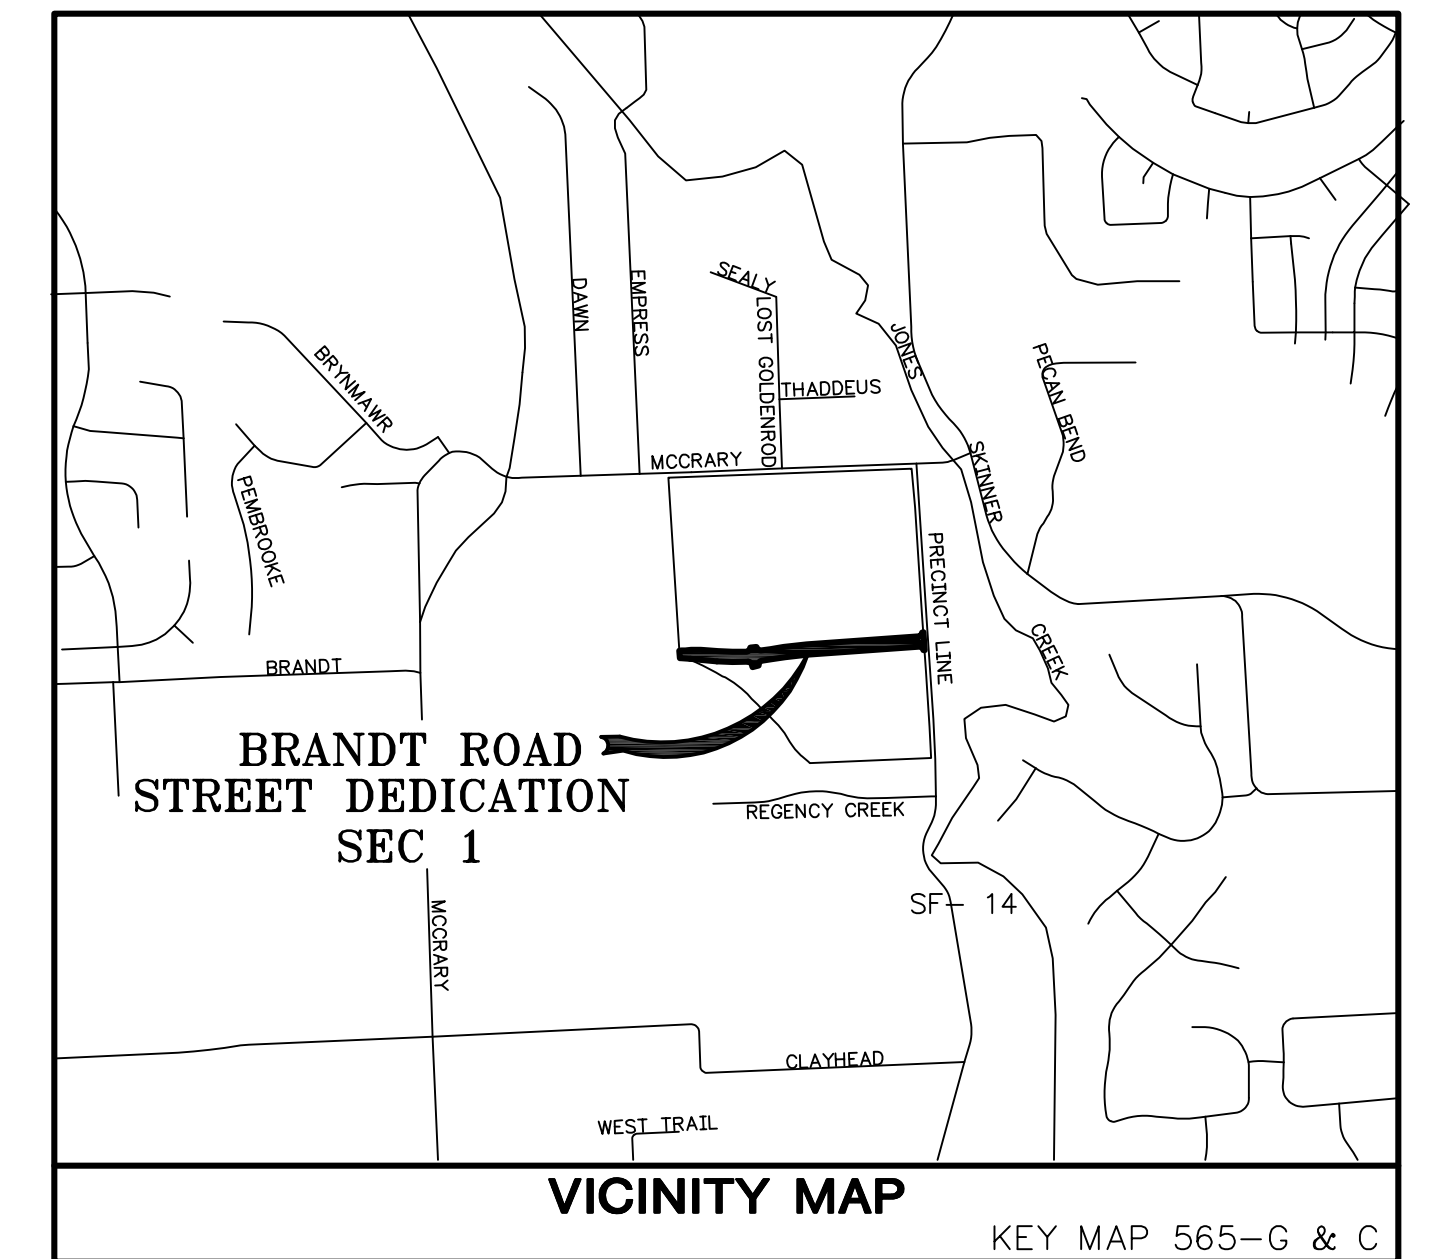 SEALY
DAWN
EMPRESS
LOST GOLDENROD
JONES
BRYNMAWR
PECAN BEND
THADDEUS
MCCRARY
SKINNER
PEMBROOKE
PRECINCT LINE
CREEK
BRANDT
BRANDT ROAD
STREET DEDICATION
SEC 1
REGENCY CREEK
SF- 14
MCCRARY
CLAYHEAD
WEST TRAIL
VICINITY MAP
KEY MAP 565-G & C